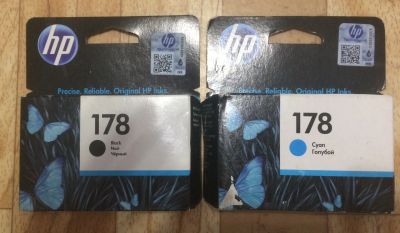 hp
hp
Precise. Reliable. Original HP Inks.
178
Black
Noir
Чёрный
hp
hp
Precise. Reliable. Original HP Inks.
178
Cyan
Голубой